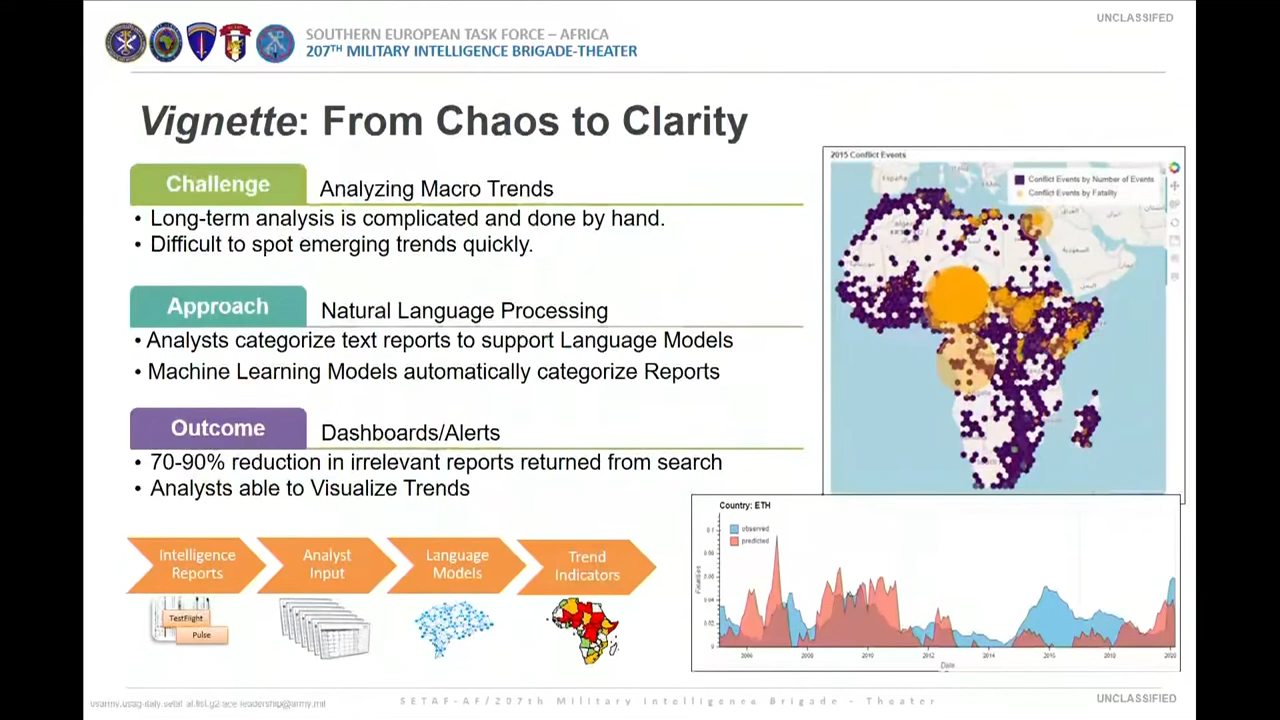 UNCLASSIFED
SOUTHERN EUROPEAN TASK FORCE – AFRICA
207TH MILITARY INTELLIGENCE BRIGADE-THEATER
Vignette: From Chaos to Clarity
Challenge
Analyzing Macro Trends
• Long-term analysis is complicated and done by hand.
• Difficult to spot emerging trends quickly.
Approach
Natural Language Processing
• Analysts categorize text reports to support Language Models
• Machine Learning Models automatically categorize Reports
Outcome
Dashboards/Alerts
• 70-90% reduction in irrelevant reports returned from search
• Analysts able to Visualize Trends
2015 Conflict Events
Conflict Events by Number of Events
Conflict Events by Fatality
España
Intelligence
Reports
Analyst
Input
Language
Models
Trend
Indicators
TestFlight
Pulse
Country: ETH
observed
predicted
Fatalities
2006 2008 2010 2012 2014 2016 2018 2020
Date
SETAF-AF/207th Military Intelligence Brigade - Theater
UNCLASSIFIED